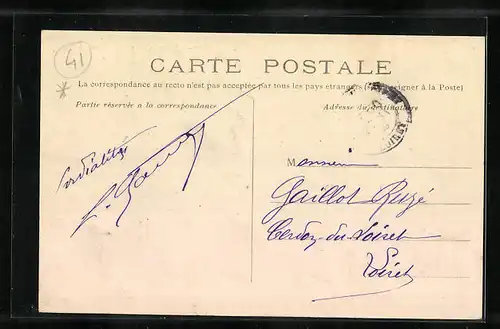 41
*
CARTE POSTALE
La correspondance au recto n'est pas acceptée par tous les pays étrangers (se renseigner à la Poste)
Partie réservée a la correspondance
Adresse du destinataire
Cordialités
Monsieur
Gaillot Rugé
Cerdon-du-Loiret
Loiret